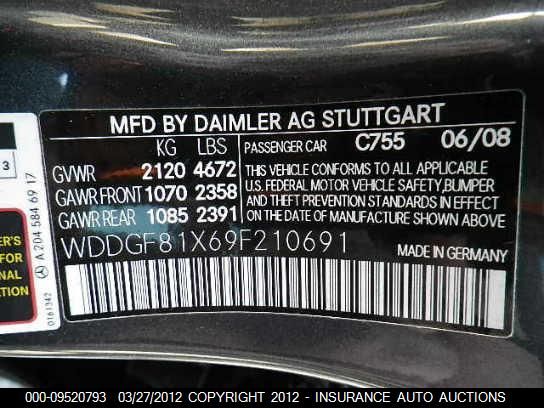 MFD BY DAIMLER AG STUTTGART
KG LBS PASSENGER CAR C755 06/08
GVWR 2120 4672
GAWR FRONT 1070 2358
GAWR REAR 1085 2391
THIS VEHICLE CONFORMS TO ALL APPLICABLE
U.S. FEDERAL MOTOR VEHICLE SAFETY, BUMPER
AND THEFT PREVENTION STANDARDS IN EFFECT
ON THE DATE OF MANUFACTURE SHOWN ABOVE.
WDDGF81X69F210691
3
A 204 584 69 17
0161342
000-09520793 03/27/2012 COPYRIGHT 2012 - INSURANCE AUTO AUCTIONS